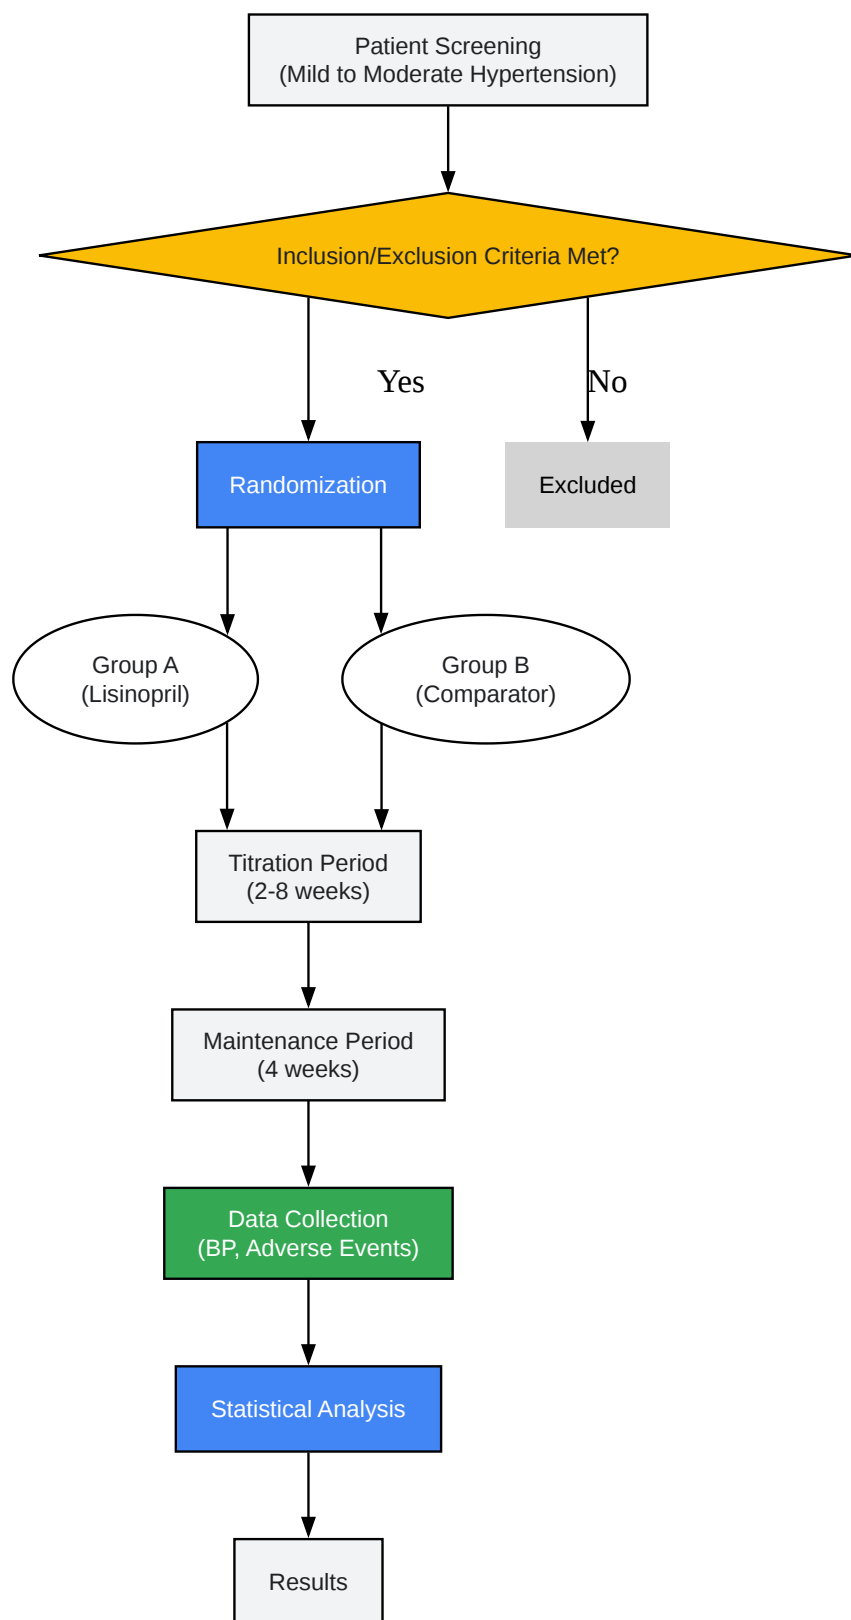 Patient Screening
(Mild to Moderate Hypertension)
Inclusion/Exclusion Criteria Met?
Yes
No
Randomization
Excluded
Group A
(Lisinopril)
Group B
(Comparator)
Titration Period
(2-8 weeks)
Maintenance Period
(4 weeks)
Data Collection
(BP, Adverse Events)
Statistical Analysis
Results